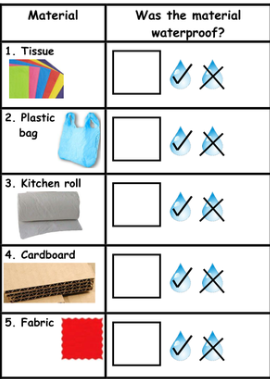 Material
Was the material
waterproof?
1. Tissue
2. Plastic
bag
3. Kitchen roll
4. Cardboard
5. Fabric